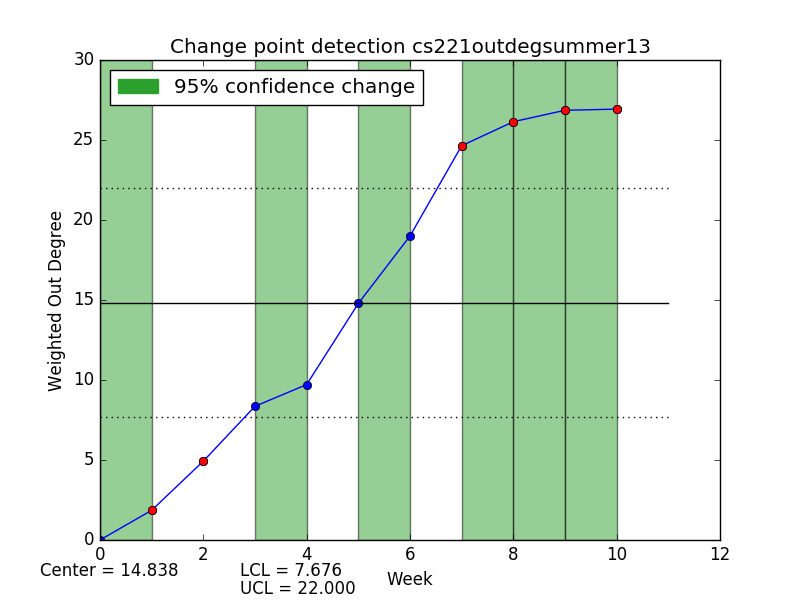 Change point detection cs221outdegsummer13
95% confidence change
30
25
20
15
10
5
0
Weighted Out Degree
0 2 4 6 8 10 12
Week
Center = 14.838
LCL = 7.676
UCL = 22.000